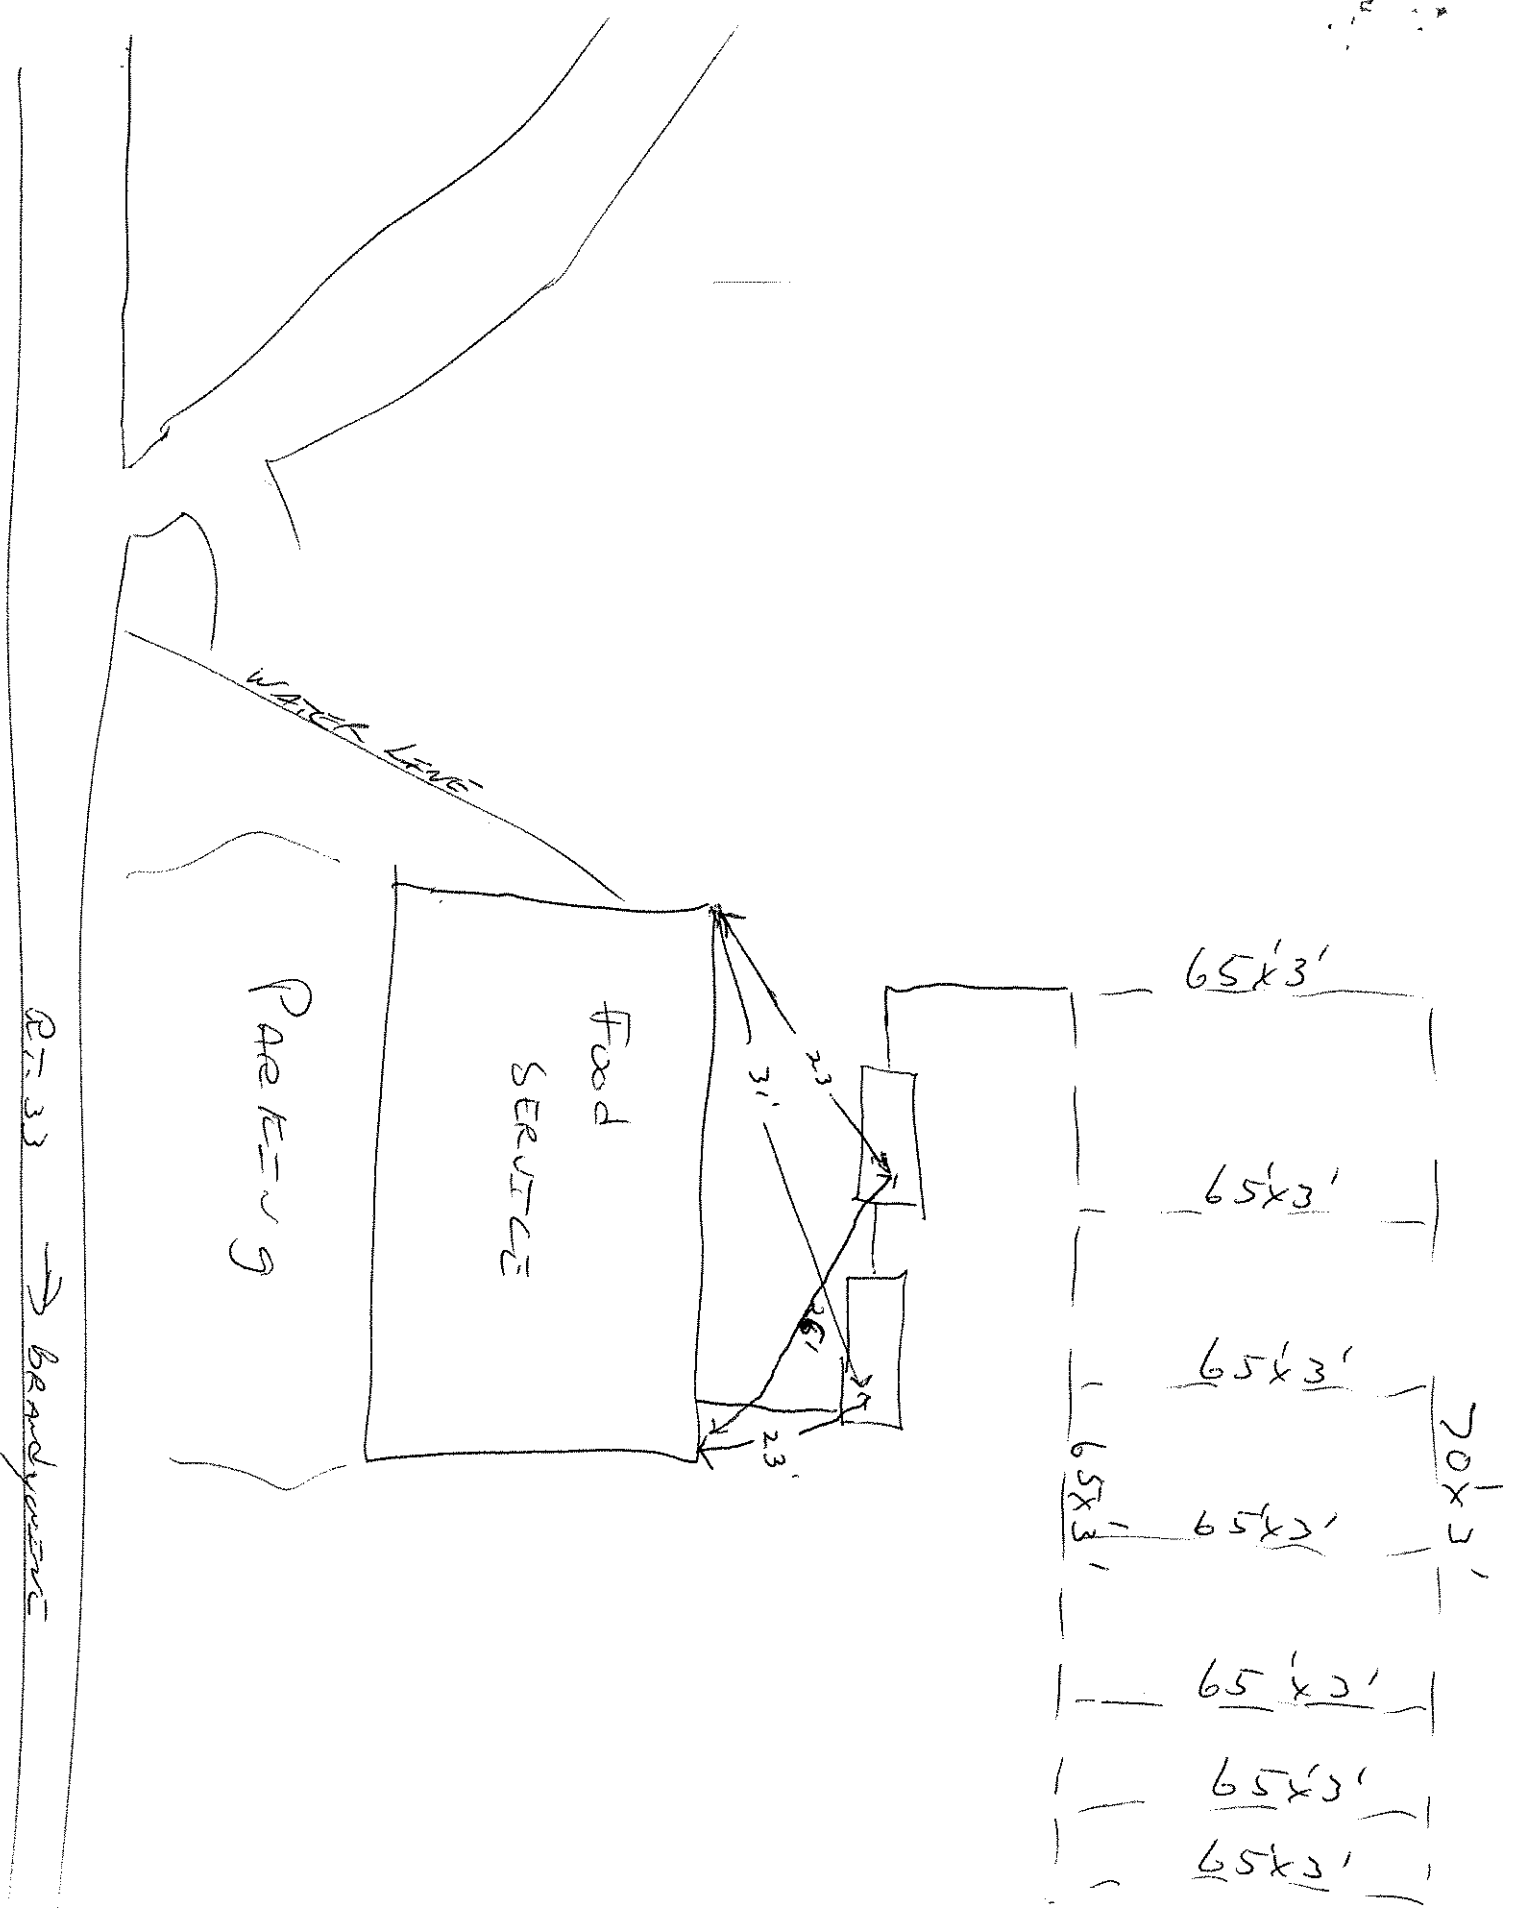 65'x3'
65'x3'
65'x3'
65'x3'
65'x3'
65'x3'
65'x3'
70'x3'
65'x3'
WATER LINE
23
31'
26'
23'
Food
SERVICE
PARKING
RT. 33 → BRANdywine